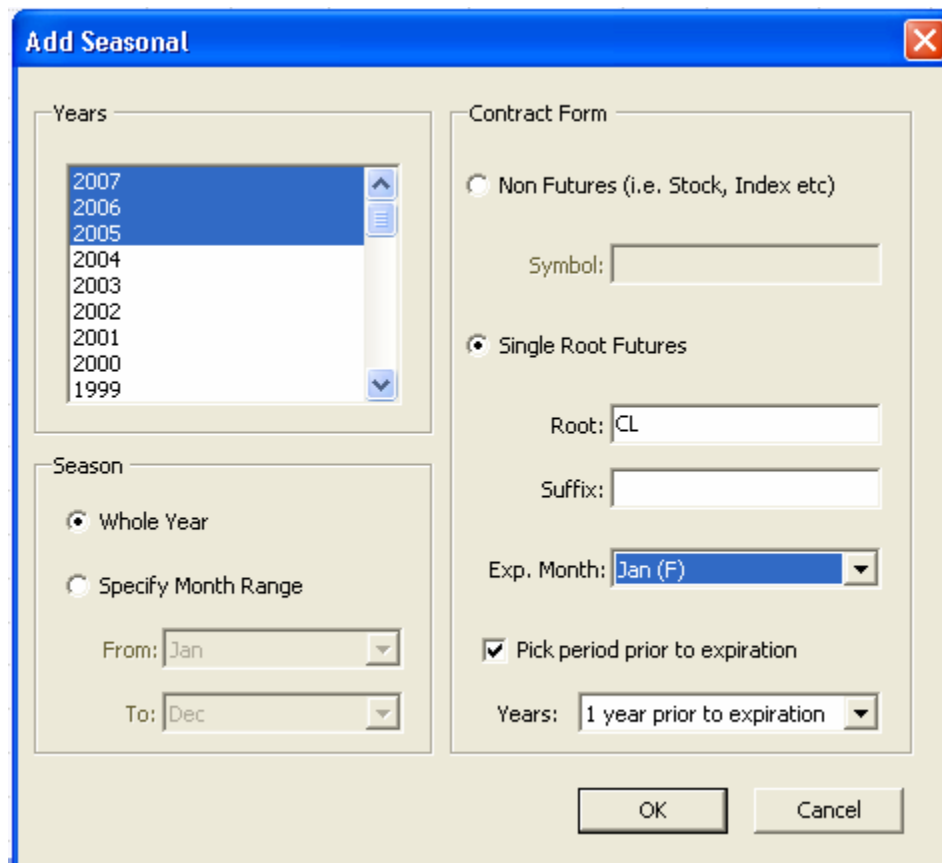 Add Seasonal
Years
2007
2006
2005
2004
2003
2002
2001
2000
1999
Season
Whole Year
Specify Month Range
From: Jan
To: Dec
Contract Form
Non Futures (i.e. Stock, Index etc)
Symbol:
Single Root Futures
Root: CL
Suffix:
Exp. Month: Jan (F)
Pick period prior to expiration
Years: 1 year prior to expiration
OK Cancel